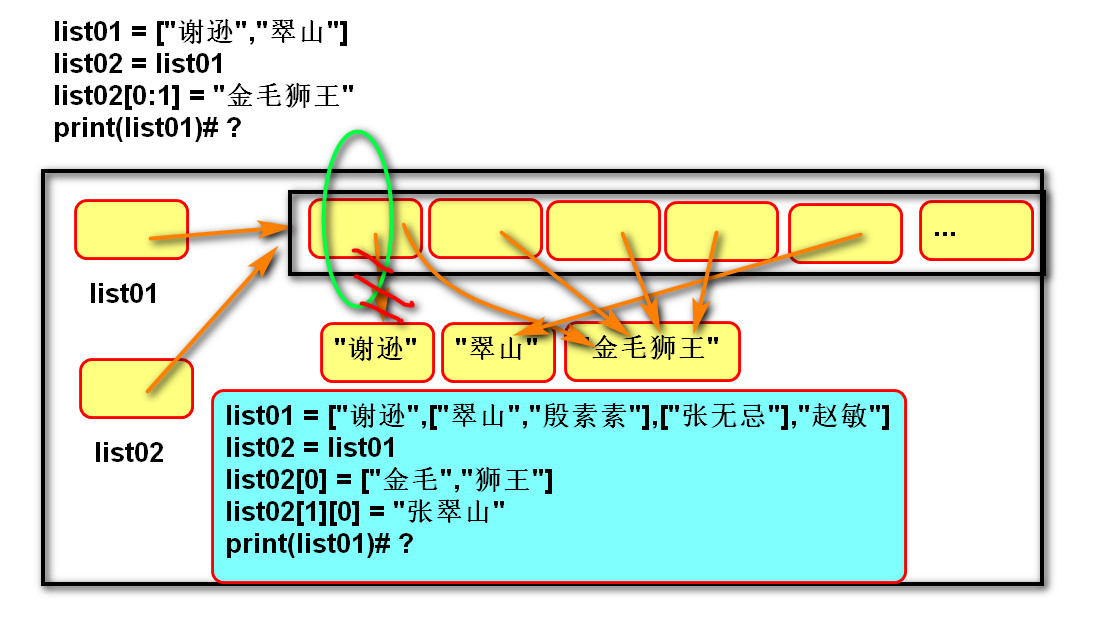 list01 = ["谢逊","翠山"]
list02 = list01
list02[0:1] = "金毛狮王"
print(list01)# ?
...
list01
"谢逊"
"翠山"
"金毛狮王"
list02
list01 = ["谢逊",["翠山","殷素素"],["张无忌"],"赵敏"]
list02 = list01
list02[0] = ["金毛","狮王"]
list02[1][0] = "张翠山"
print(list01)# ?